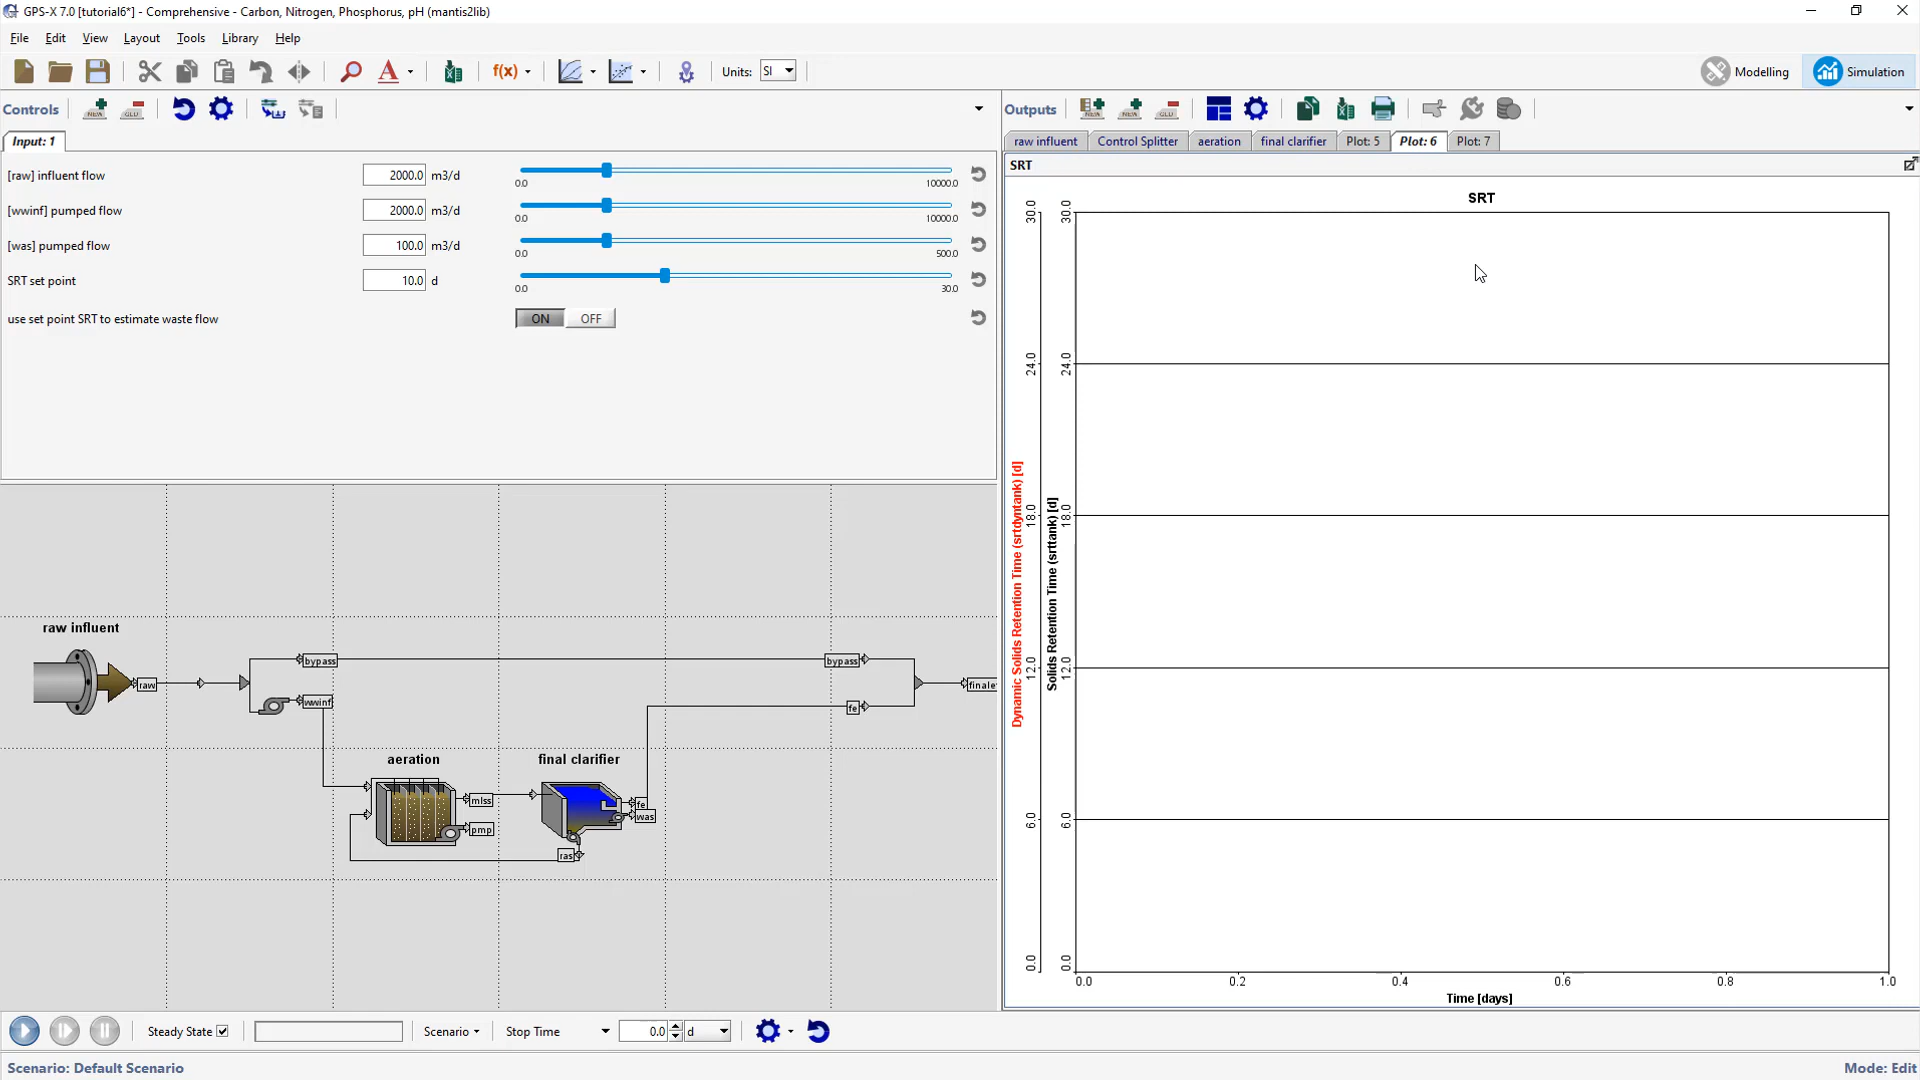 GPS-X 7.0 [tutorial6*] - Comprehensive - Carbon, Nitrogen, Phosphorus, pH (mantis2lib)
File Edit View Layout Tools Library Help
f(x) Units: SI Modelling Simulation
Controls NEW OLD
Outputs NEW NEW OLD
Input: 1
raw influent Control Splitter aeration final clarifier Plot: 5 Plot: 6 Plot: 7
SRT
[raw] influent flow 2000.0 m3/d
0.0 10000.0
[wwinf] pumped flow 2000.0 m3/d
0.0 10000.0
[was] pumped flow 100.0 m3/d
0.0 500.0
SRT set point 10.0 d
0.0 30.0
use set point SRT to estimate waste flow ON OFF
raw influent
raw
bypass
wwinf
bypass
fe
aeration
final clarifier
mlss
pmp
fe
was
ras
SRT
Dynamic Solids Retention Time (srtdyntank) [d]
Solids Retention Time (srttank) [d]
30.0 30.0
24.0 24.0
18.0 18.0
12.0 12.0
6.0 6.0
0.0 0.0
0.0 0.2 0.4 0.6 0.8 1.0
Time [days]
Steady State Scenario Stop Time 0.0 d
Scenario: Default Scenario
Mode: Edit